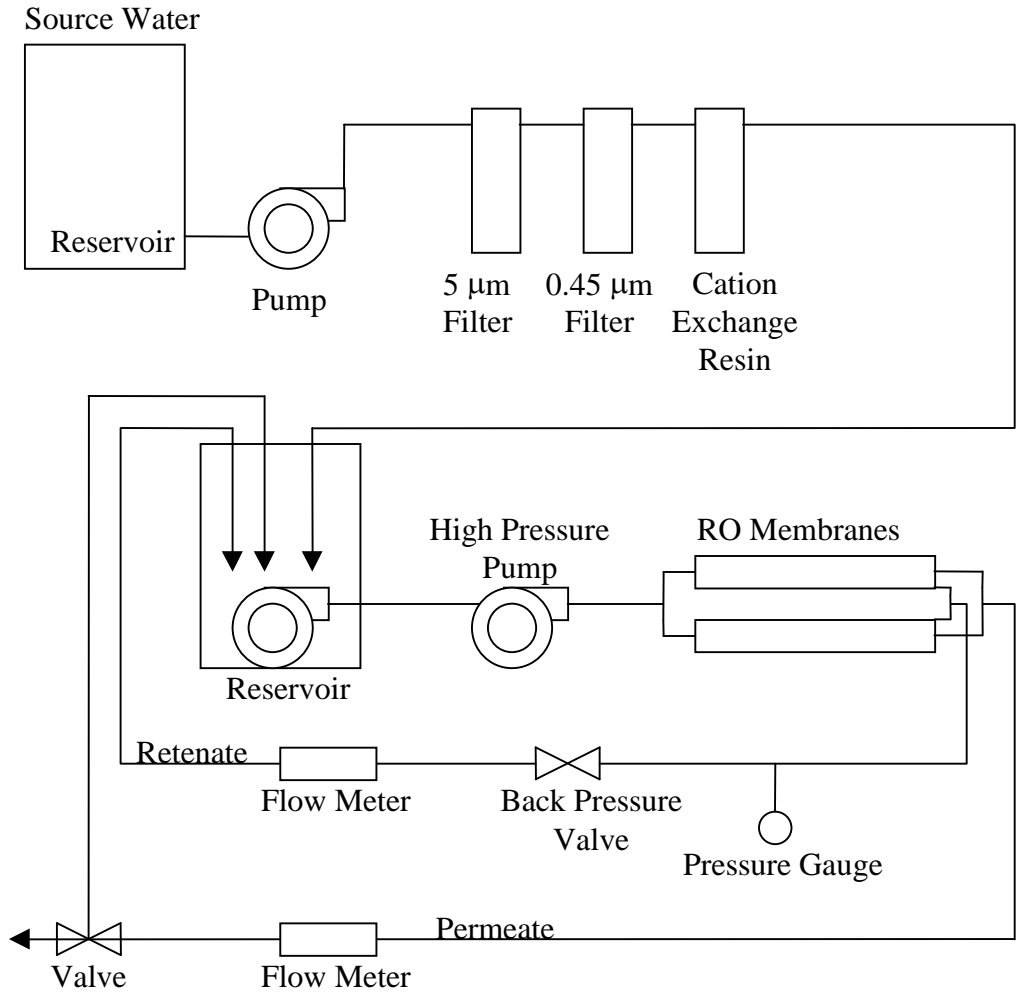 Source Water
Reservoir
Pump
5 μm
Filter
0.45 μm
Filter
Cation
Exchange
Resin
High Pressure
Pump
RO Membranes
Reservoir
Retenate
Flow Meter
Back Pressure
Valve
Pressure Gauge
Permeate
Valve
Flow Meter